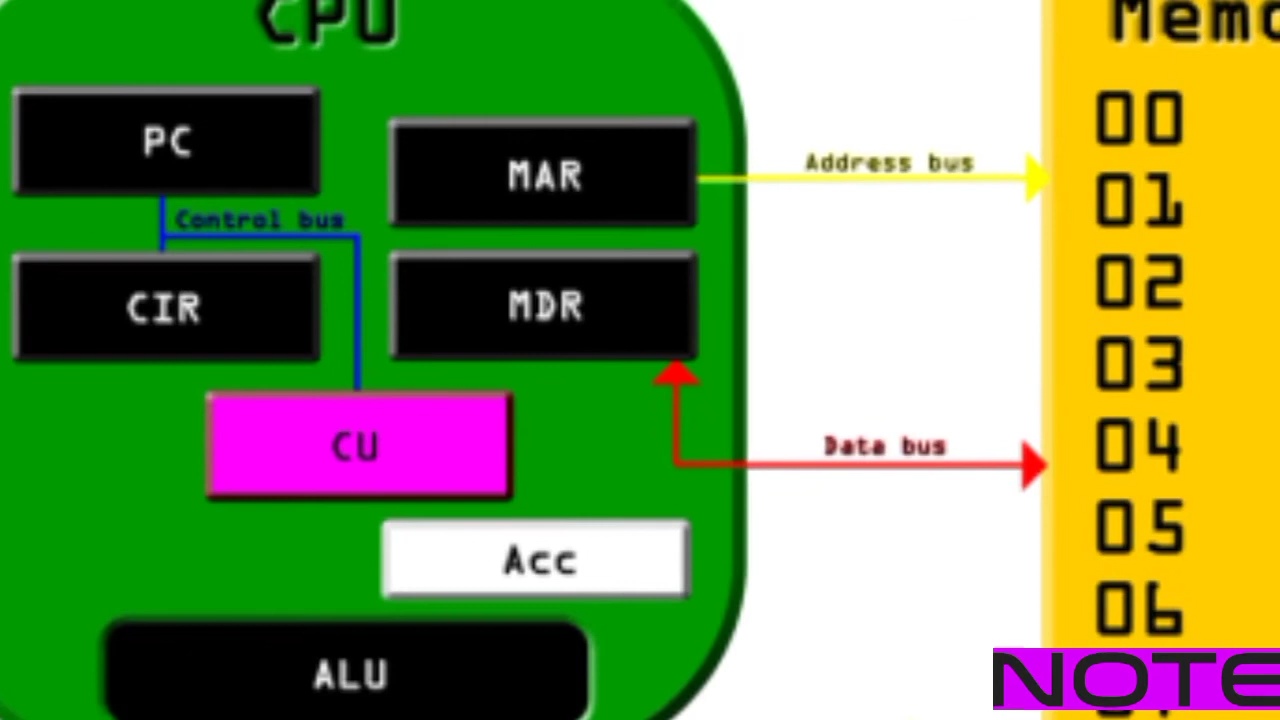 CPU
PC
MAR
Address bus
Control bus
CIR
MDR
CU
Data bus
Acc
ALU
Memo
00
01
02
03
04
05
06
NOTE